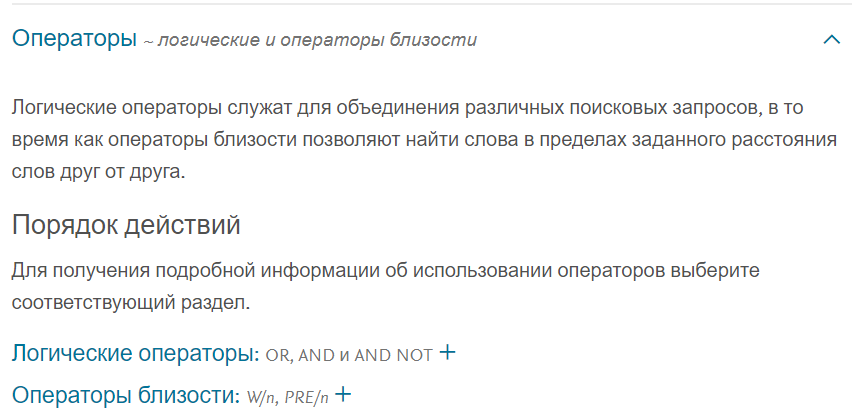 Операторы ~ логические и операторы близости
Логические операторы служат для объединения различных поисковых запросов, в то
время как операторы близости позволяют найти слова в пределах заданного расстояния
слов друг от друга.
Порядок действий
Для получения подробной информации об использовании операторов выберите
соответствующий раздел.
Логические операторы: OR, AND и AND NOT +
Операторы близости: W/n, PRE/n +